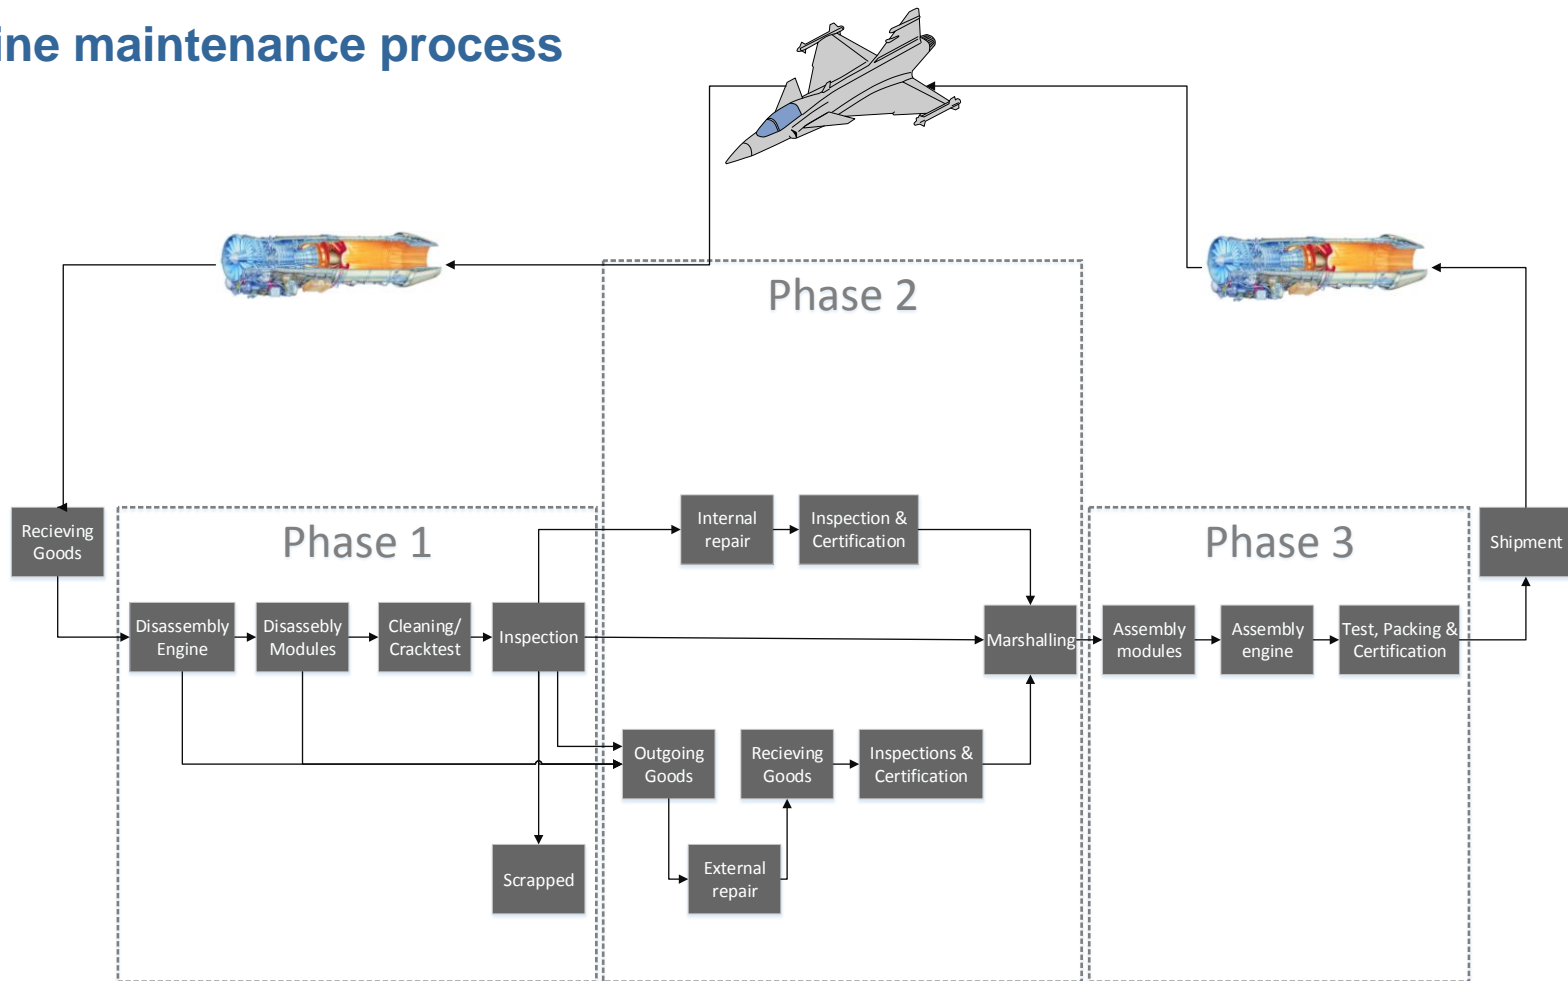 ine maintenance process
Phase 2
Phase 1
Phase 3
Recieving
Goods
Internal
repair
Inspection &
Certification
Shipment
Disassembly
Engine
Disassebly
Modules
Cleaning/
Cracktest
Inspection
Marshalling
Assembly
modules
Assembly
engine
Test, Packing &
Certification
Outgoing
Goods
Recieving
Goods
Inspections &
Certification
Scrapped
External
repair